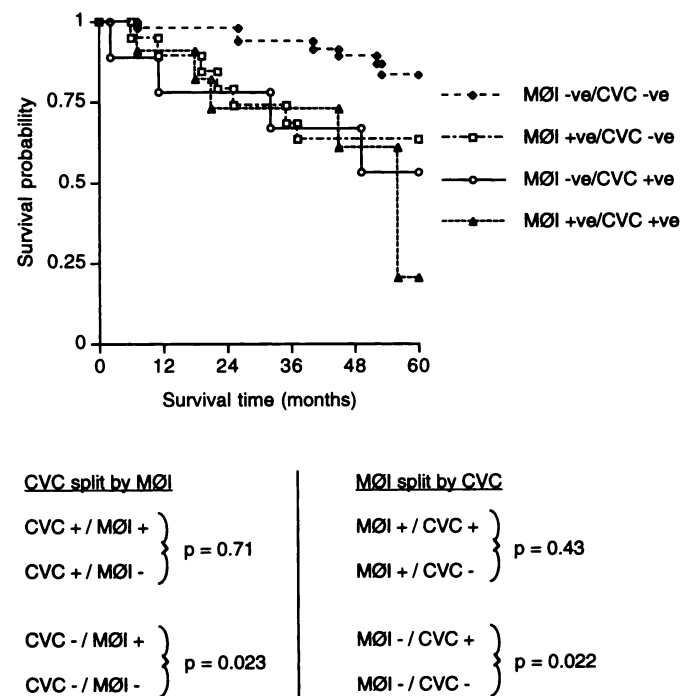 1
0.75
0.5
0.25
0
Survival probability
0 12 24 36 48 60
Survival time (months)
MØI -ve/CVC -ve
MØI +ve/CVC -ve
MØI -ve/CVC +ve
MØI +ve/CVC +ve
CVC split by MØI
CVC + / MØI +
CVC + / MØI -
p = 0.71
CVC - / MØI +
CVC - / MØI -
p = 0.023
MØI split by CVC
MØI + / CVC +
MØI + / CVC -
p = 0.43
MØI - / CVC +
MØI - / CVC -
p = 0.022